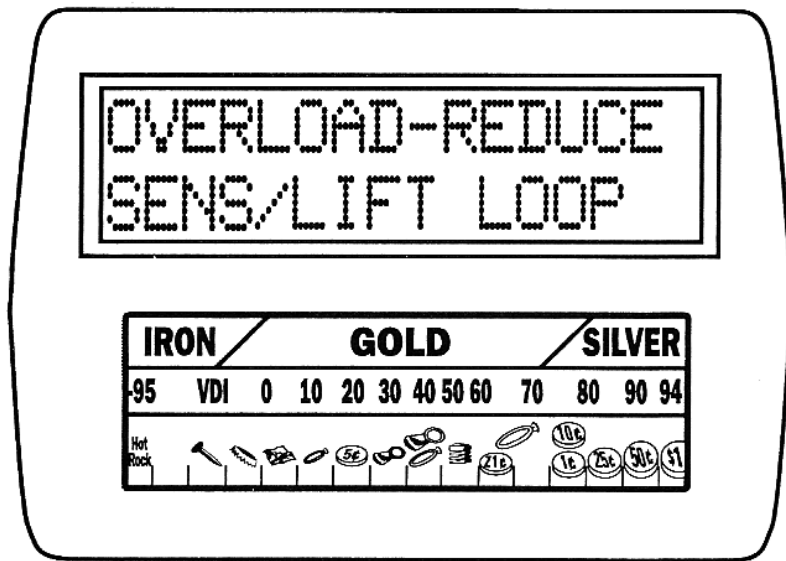 OVERLOAD-REDUCE
SENS/LIFT LOOP
IRON GOLD SILVER
-95 VDI 0 10 20 30 40 50 60 70 80 90 94
Hot
Rock
10¢
5¢ 21¢ 1¢ 25¢ 50¢ $1